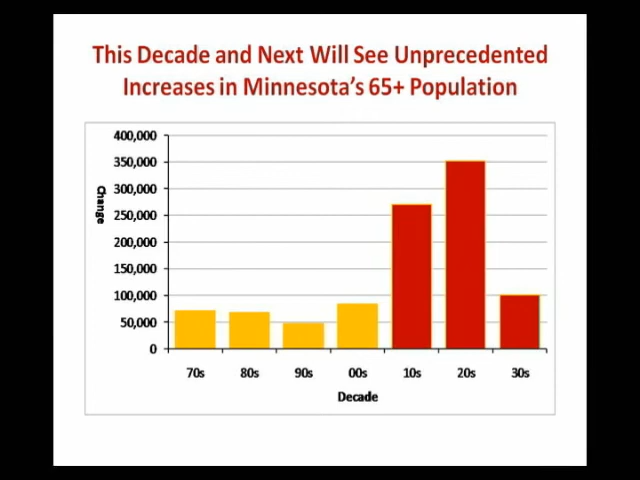 This Decade and Next Will See Unprecedented
Increases in Minnesota's 65+ Population
400,000
350,000
300,000
250,000
200,000
150,000
100,000
50,000
0
Change
70s 80s 90s 00s 10s 20s 30s
Decade